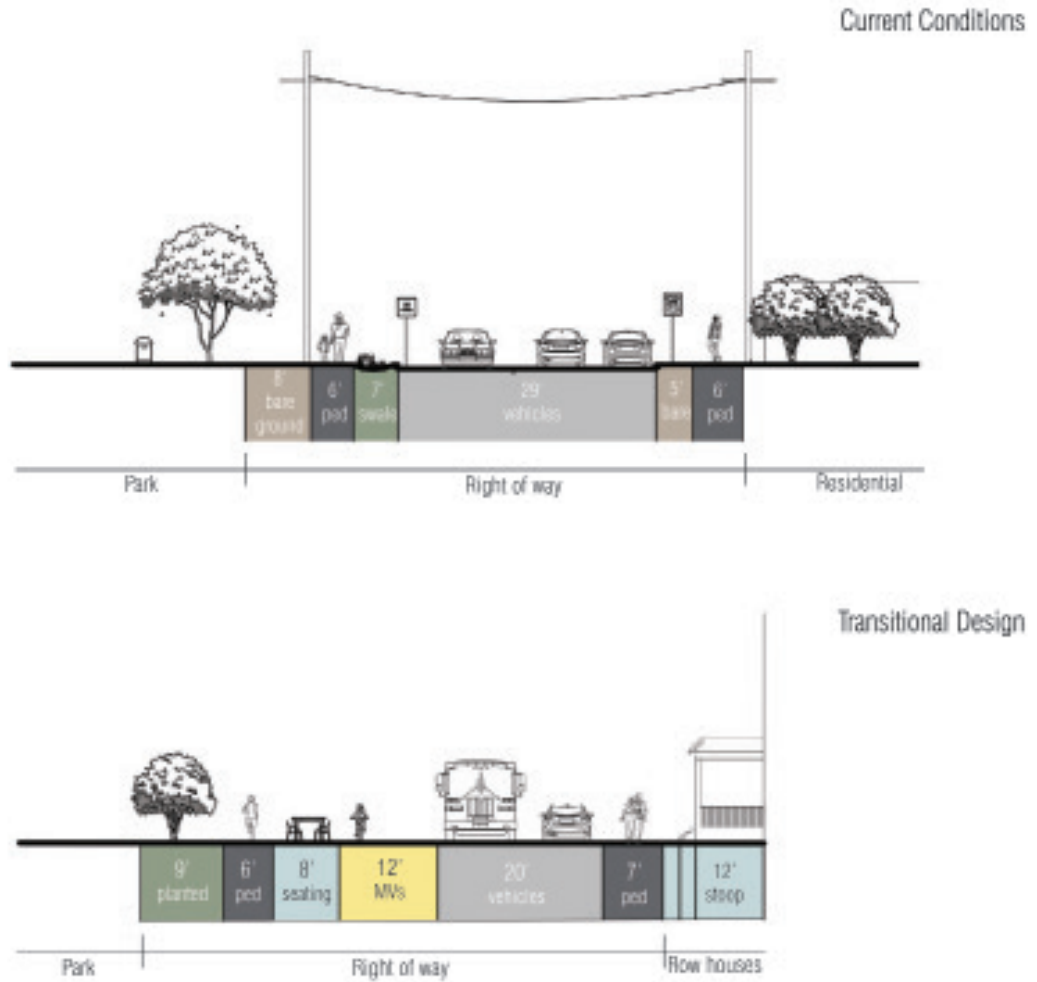 Current Conditions
8' bare ground
6' ped
7' swale
29' vehicles
5' bare
6' ped
Park
Right of way
Residential
Transitional Design
9' planted
6' ped
8' seating
12' MVs
20' vehicles
7' ped
12' stoop
Park
Right of way
Row houses